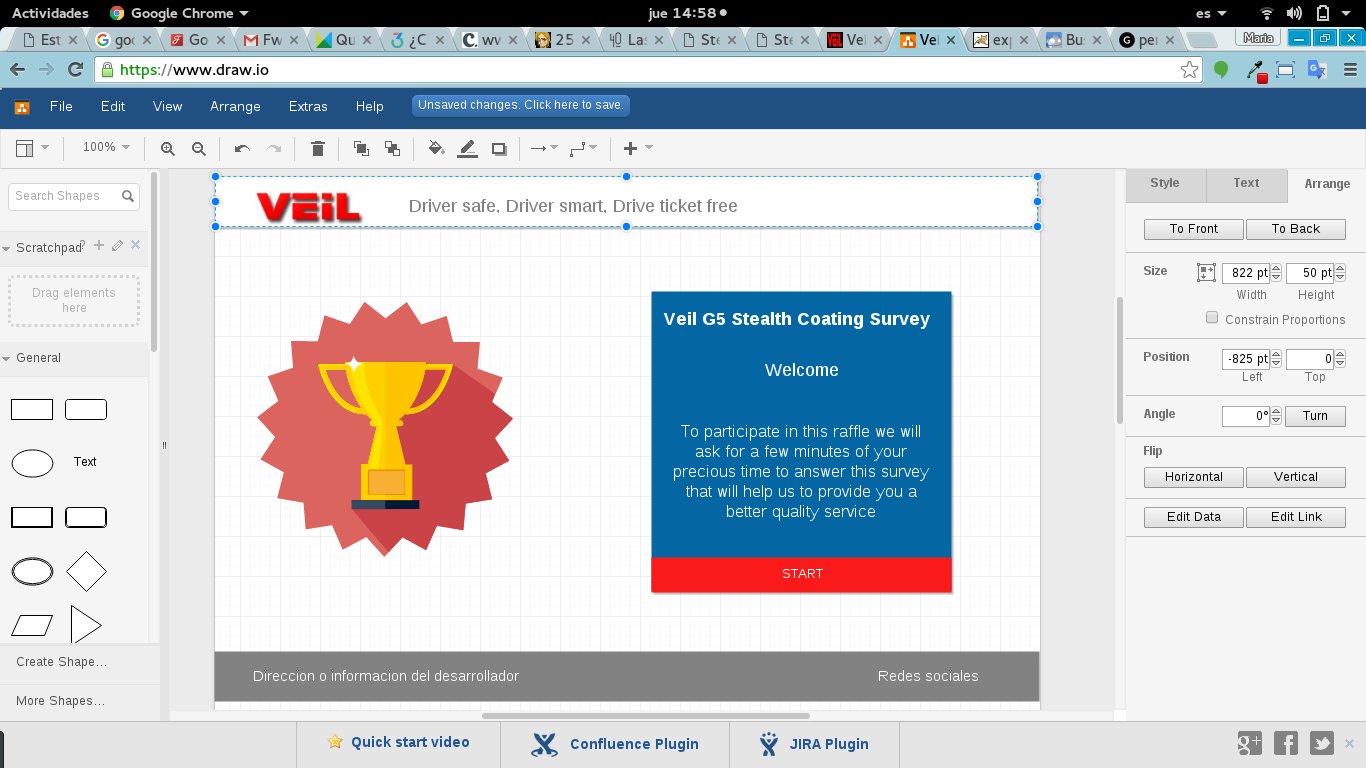 Actividades Google Chrome jue 14:58 es
Est goo Go Fw Qu ¿C wv 25 Las Ste Ste Vei Vei exp Bu per Maria
https://www.draw.io
File Edit View Arrange Extras Help Unsaved changes. Click here to save.
100%
Search Shapes
Scratchpad ?
Drag elements
here
General
Text
Create Shape...
More Shapes...
VEIL Driver safe, Driver smart, Drive ticket free
Veil G5 Stealth Coating Survey
Welcome
To participate in this raffle we will
ask for a few minutes of your
precious time to answer this survey
that will help us to provide you a
better quality service
START
Direccion o informacion del desarrollador Redes sociales
Style Text Arrange
To Front To Back
Size 822 pt 50 pt
Width Height
Constrain Proportions
Position -825 pt 0
Left Top
Angle 0° Turn
Flip
Horizontal Vertical
Edit Data Edit Link
Quick start video Confluence Plugin JIRA Plugin